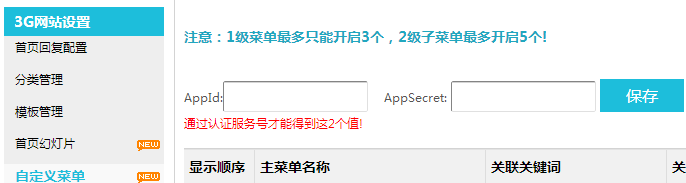 3G网站设置
首页回复配置
分类管理
模板管理
首页幻灯片 NEW
自定义菜单 NEW
注意：1级菜单最多只能开启3个，2级子菜单最多开启5个!
AppId: AppSecret: 保存
通过认证服务号才能得到这2个值!
显示顺序 主菜单名称 关联关键词 关